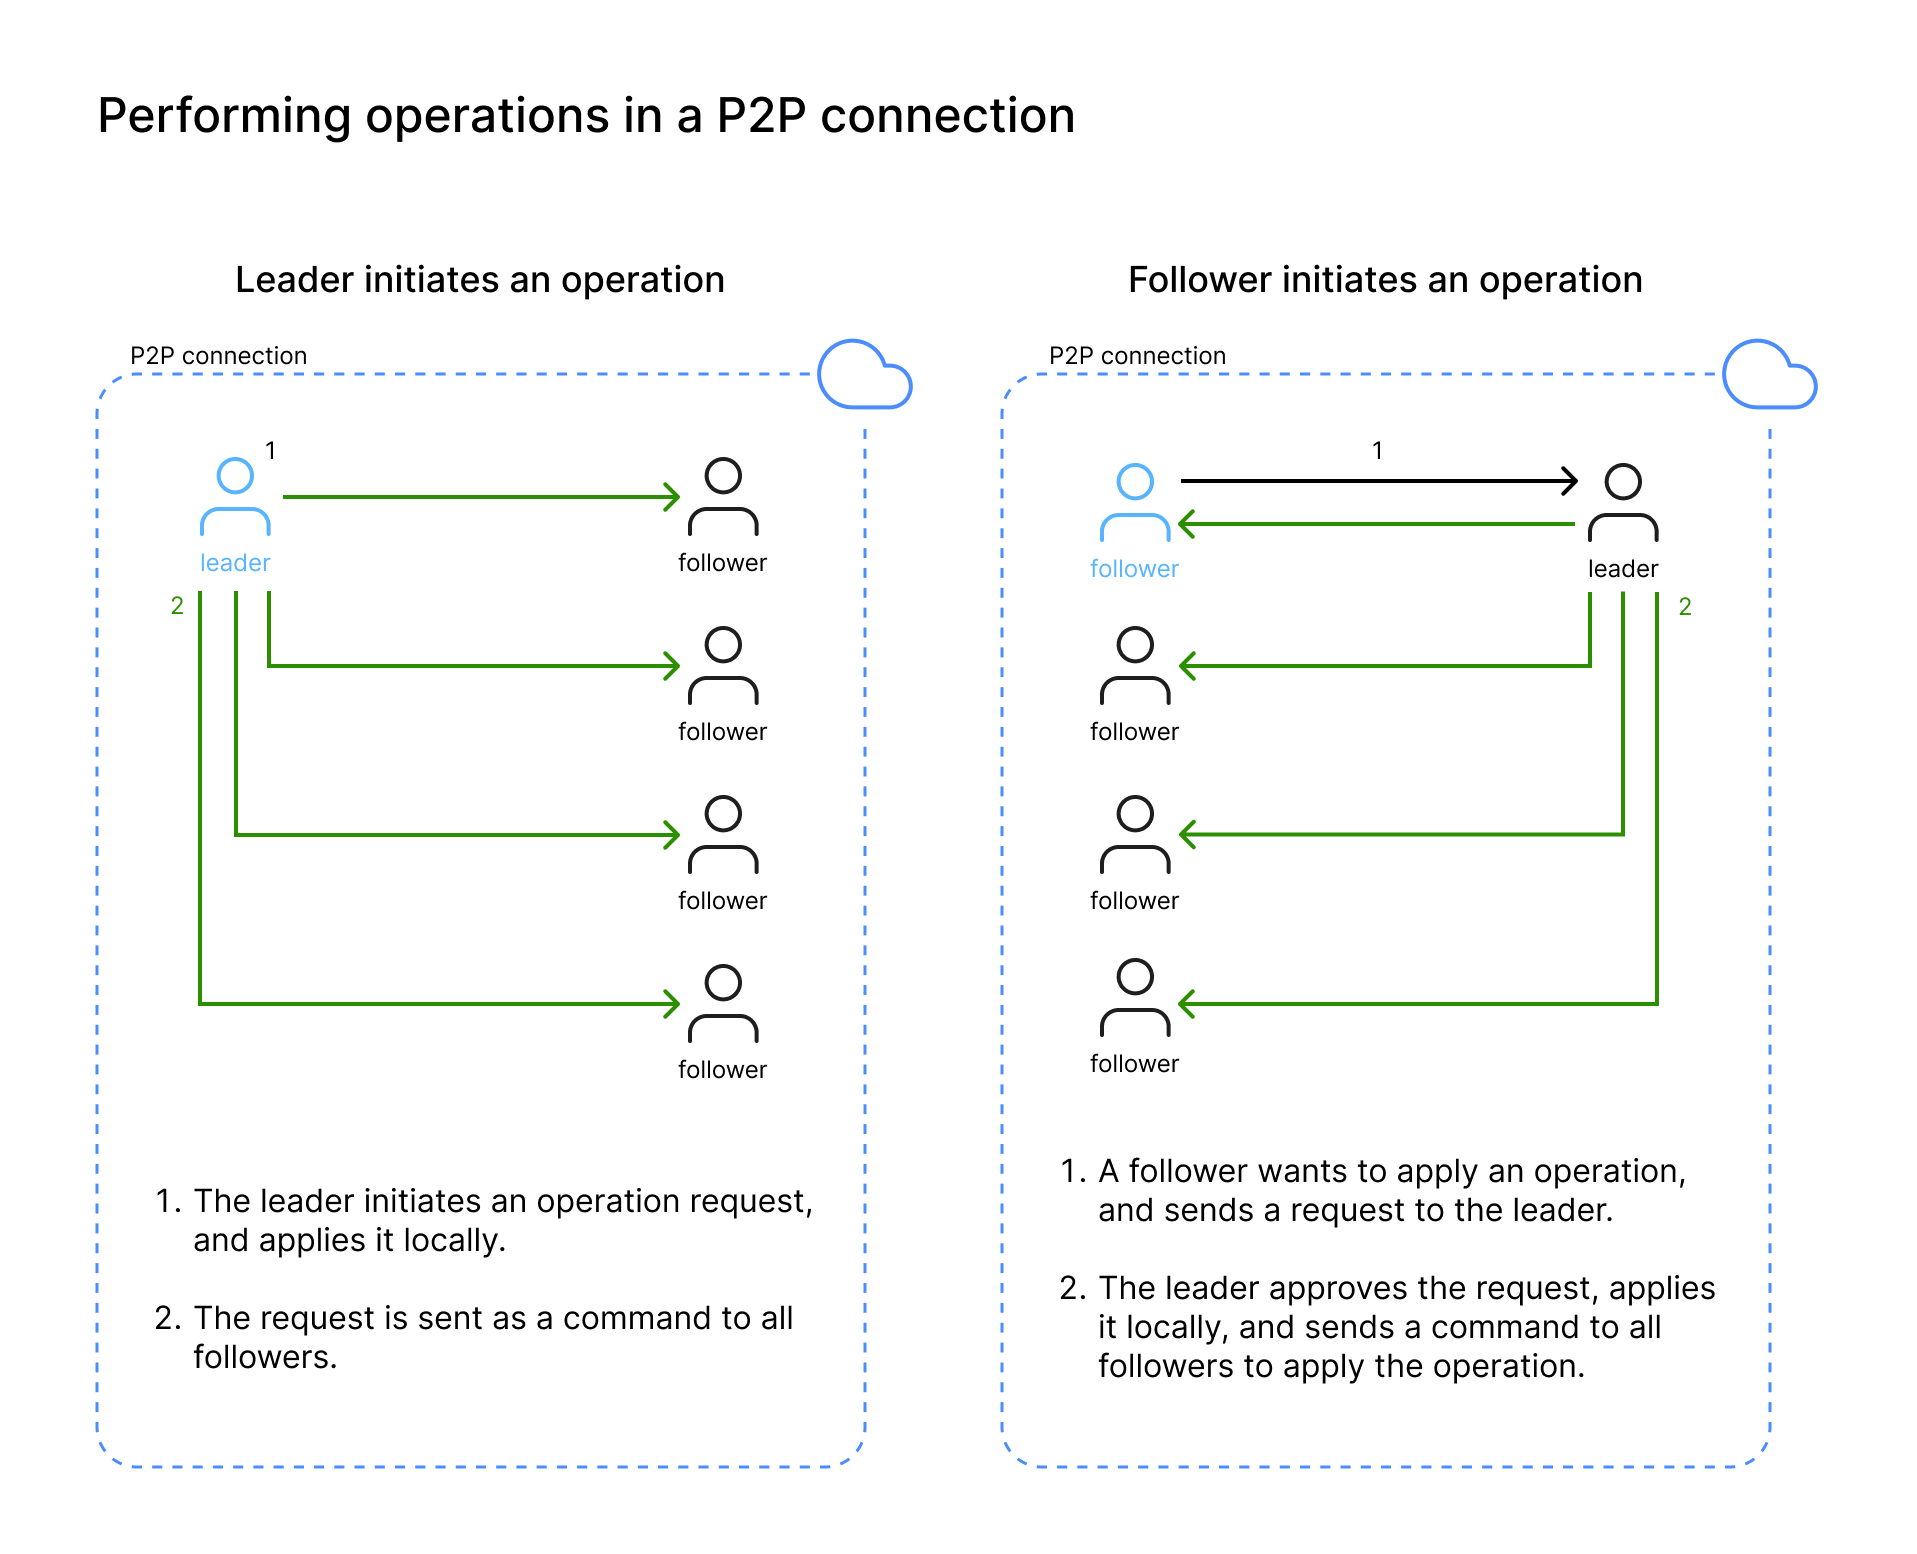 Performing operations in a P2P connection
Leader initiates an operation
P2P connection
1
leader
follower
2
follower
follower
follower
1. The leader initiates an operation request,
and applies it locally.
2. The request is sent as a command to all
followers.
Follower initiates an operation
P2P connection
1
follower
leader
2
follower
follower
follower
1. A follower wants to apply an operation,
and sends a request to the leader.
2. The leader approves the request, applies
it locally, and sends a command to all
followers to apply the operation.